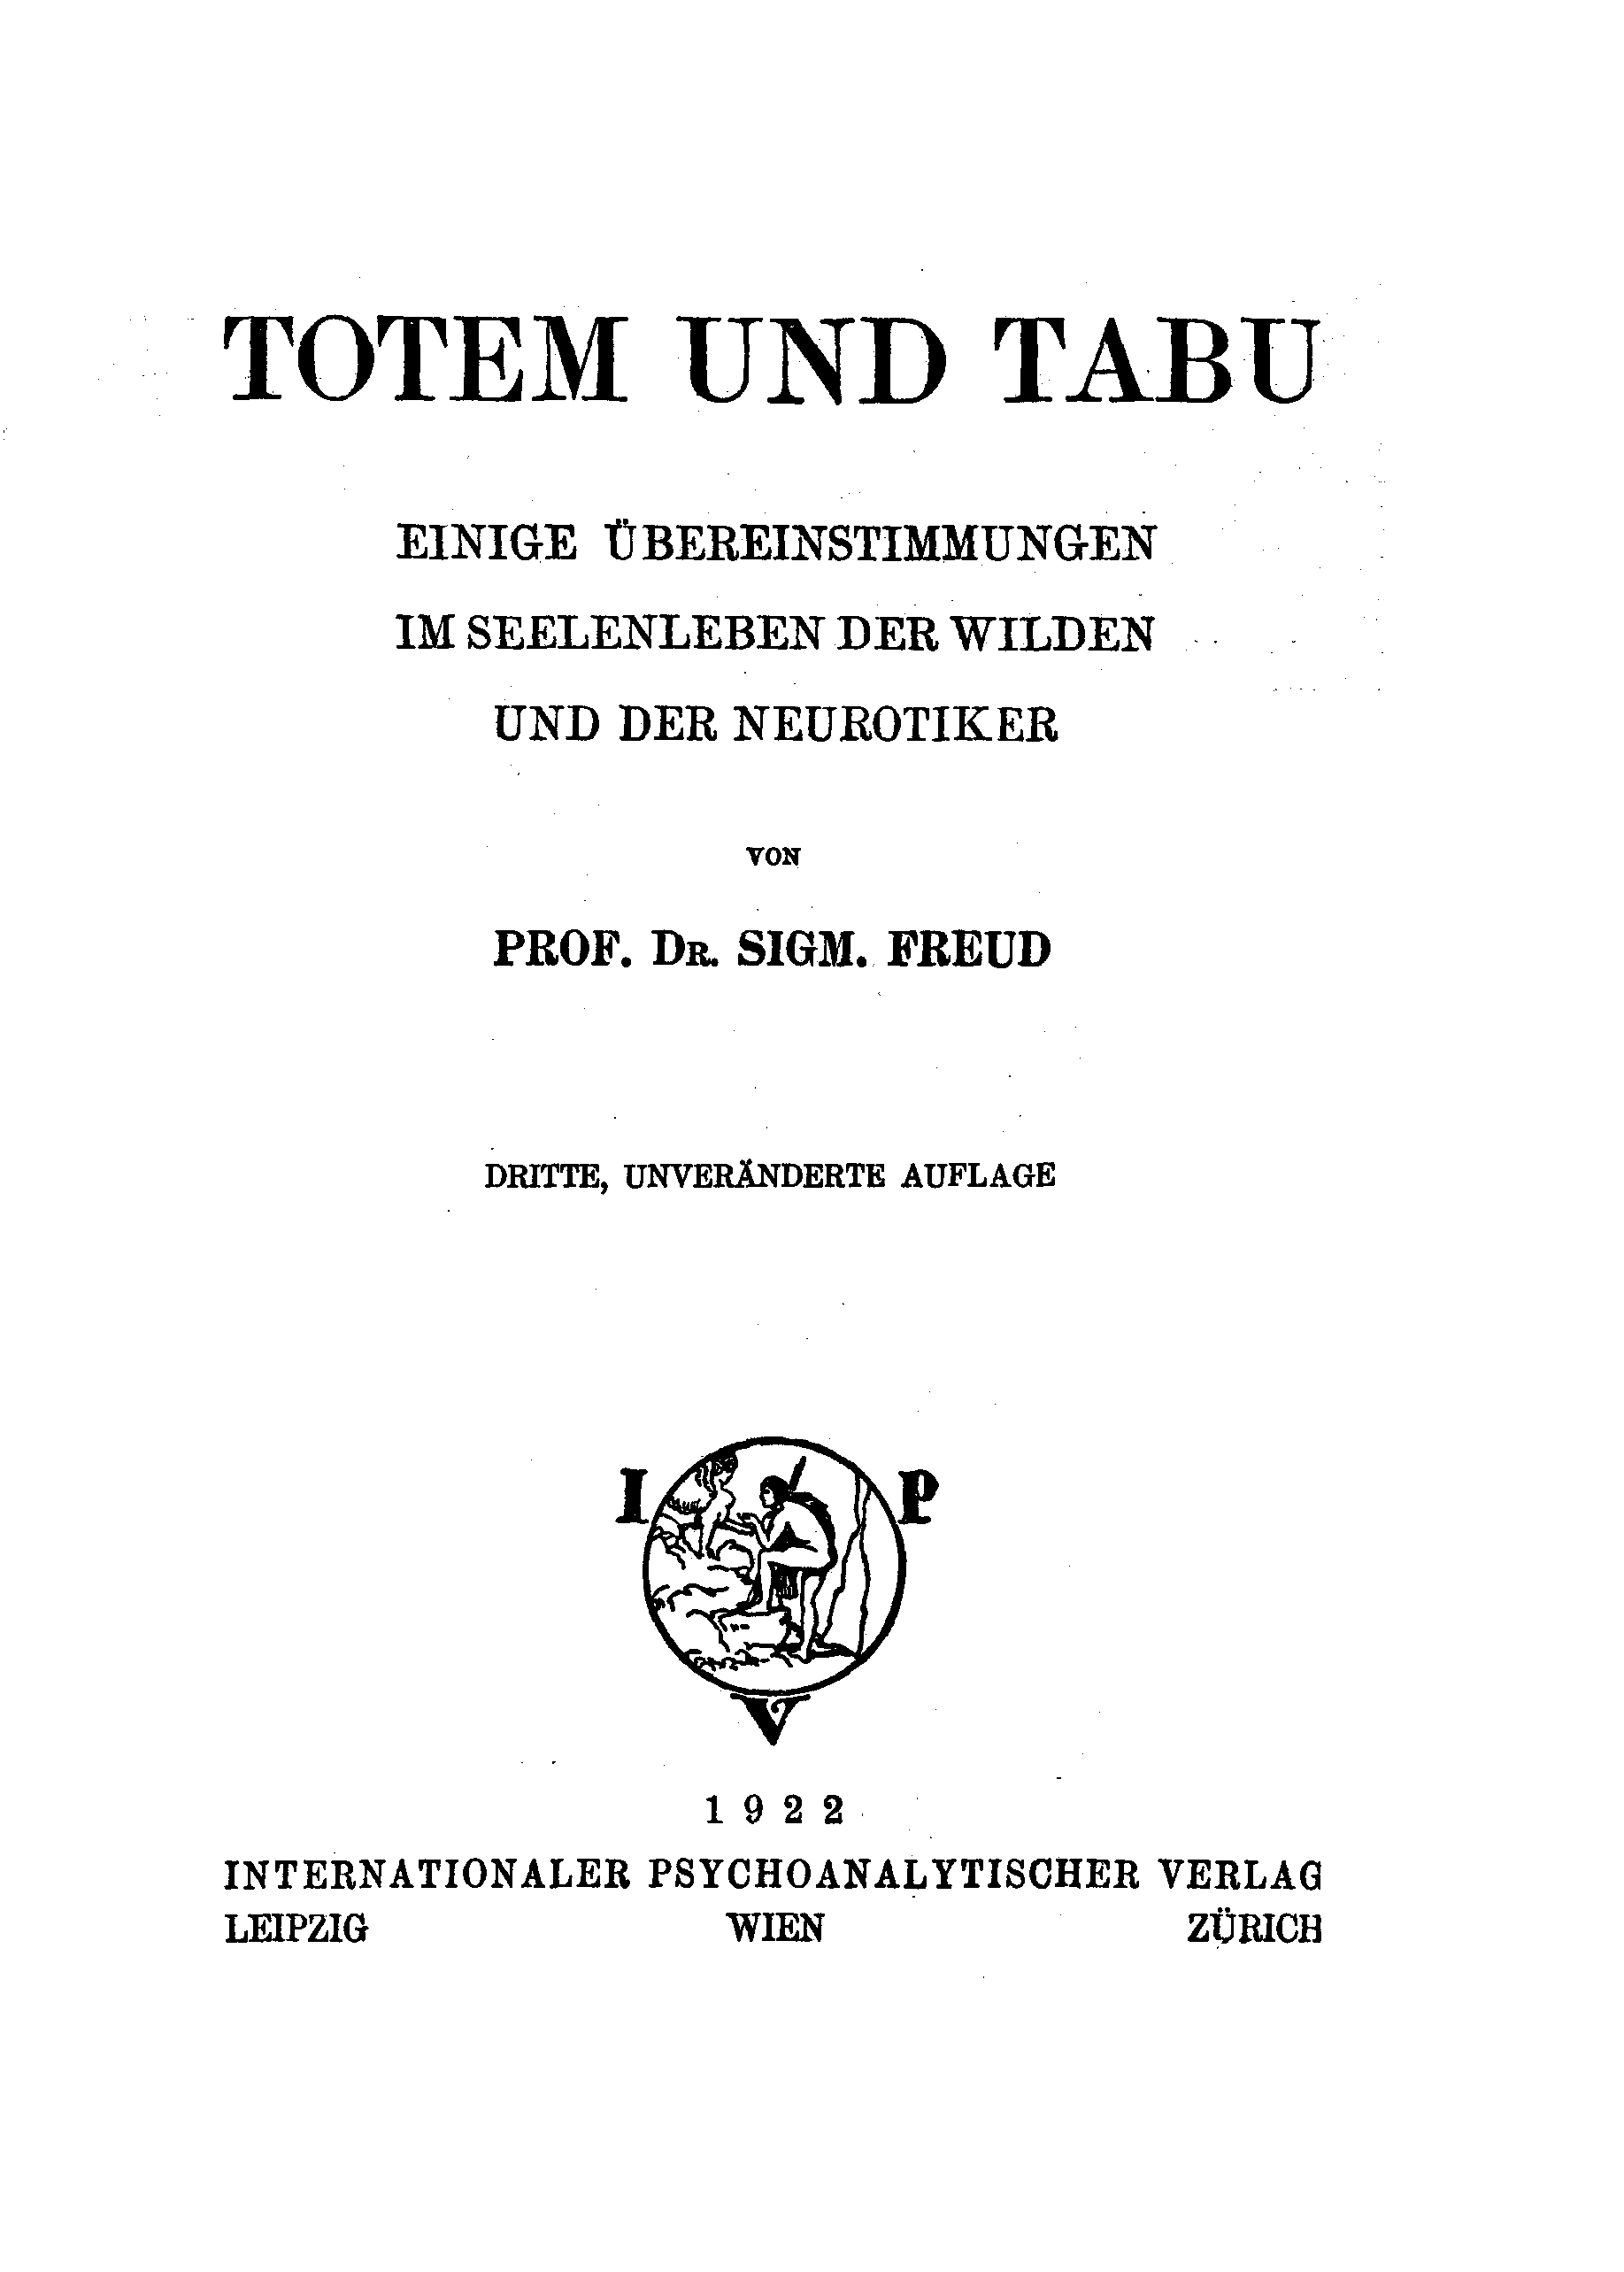 TOTEM UND TABU
EINIGE ÜBEREINSTIMMUNGEN
IM SEELENLEBEN DER WILDEN
UND DER NEUROTIKER
VON
PROF. DR. SIGM. FREUD
DRITTE, UNVERÄNDERTE AUFLAGE
I P
V
1922
INTERNATIONALER PSYCHOANALYTISCHER VERLAG
LEIPZIG WIEN ZÜRICH